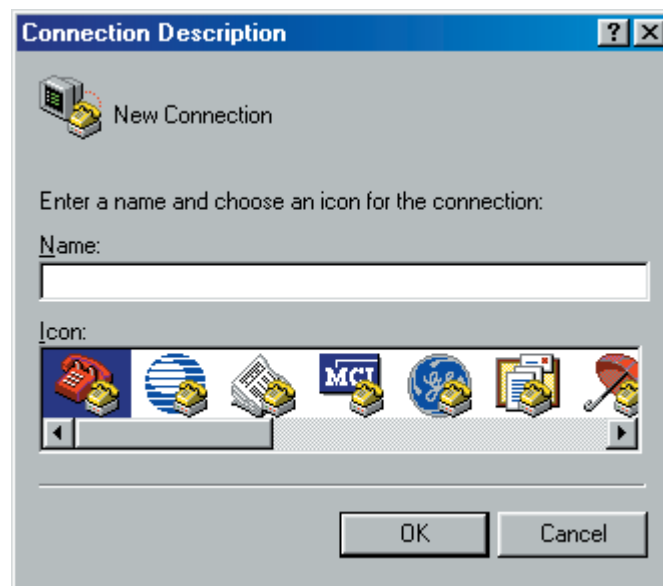 Connection Description
New Connection
Enter a name and choose an icon for the connection:
Name:
Icon:
MCI
OK
Cancel